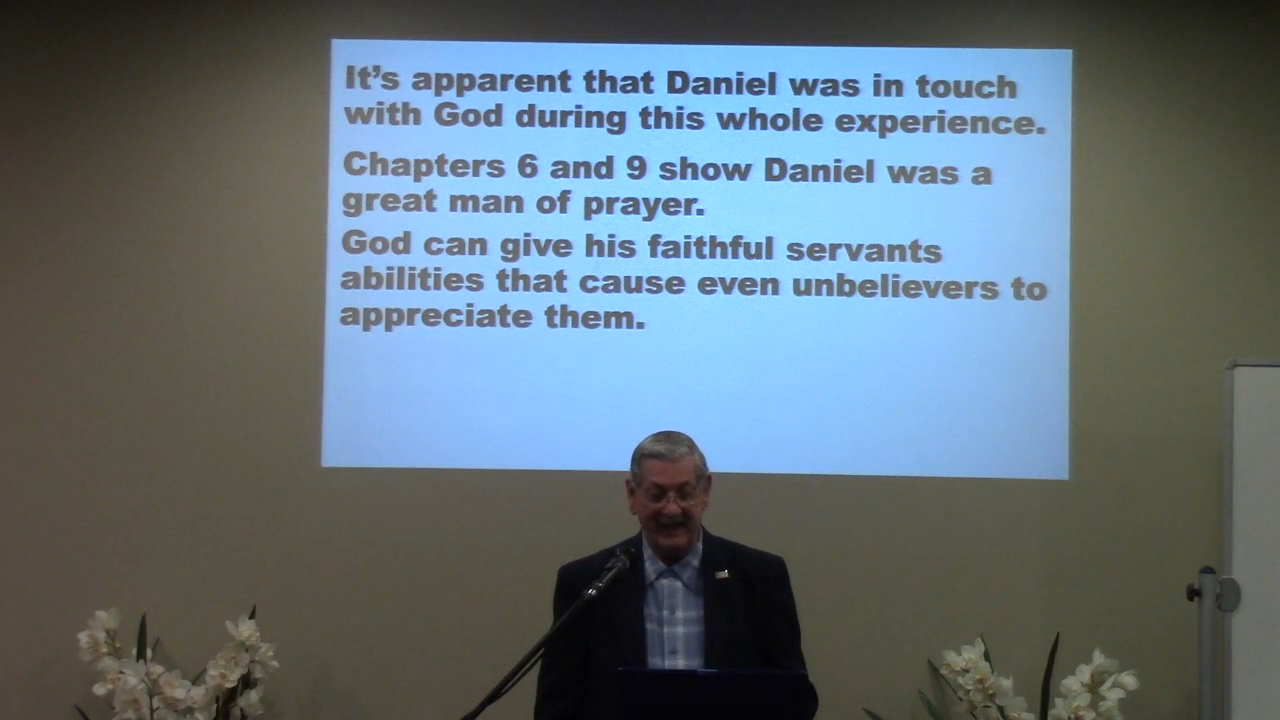 It's apparent that Daniel was in touch
with God during this whole experience.
Chapters 6 and 9 show Daniel was a
great man of prayer.
God can give his faithful servants
abilities that cause even unbelievers to
appreciate them.